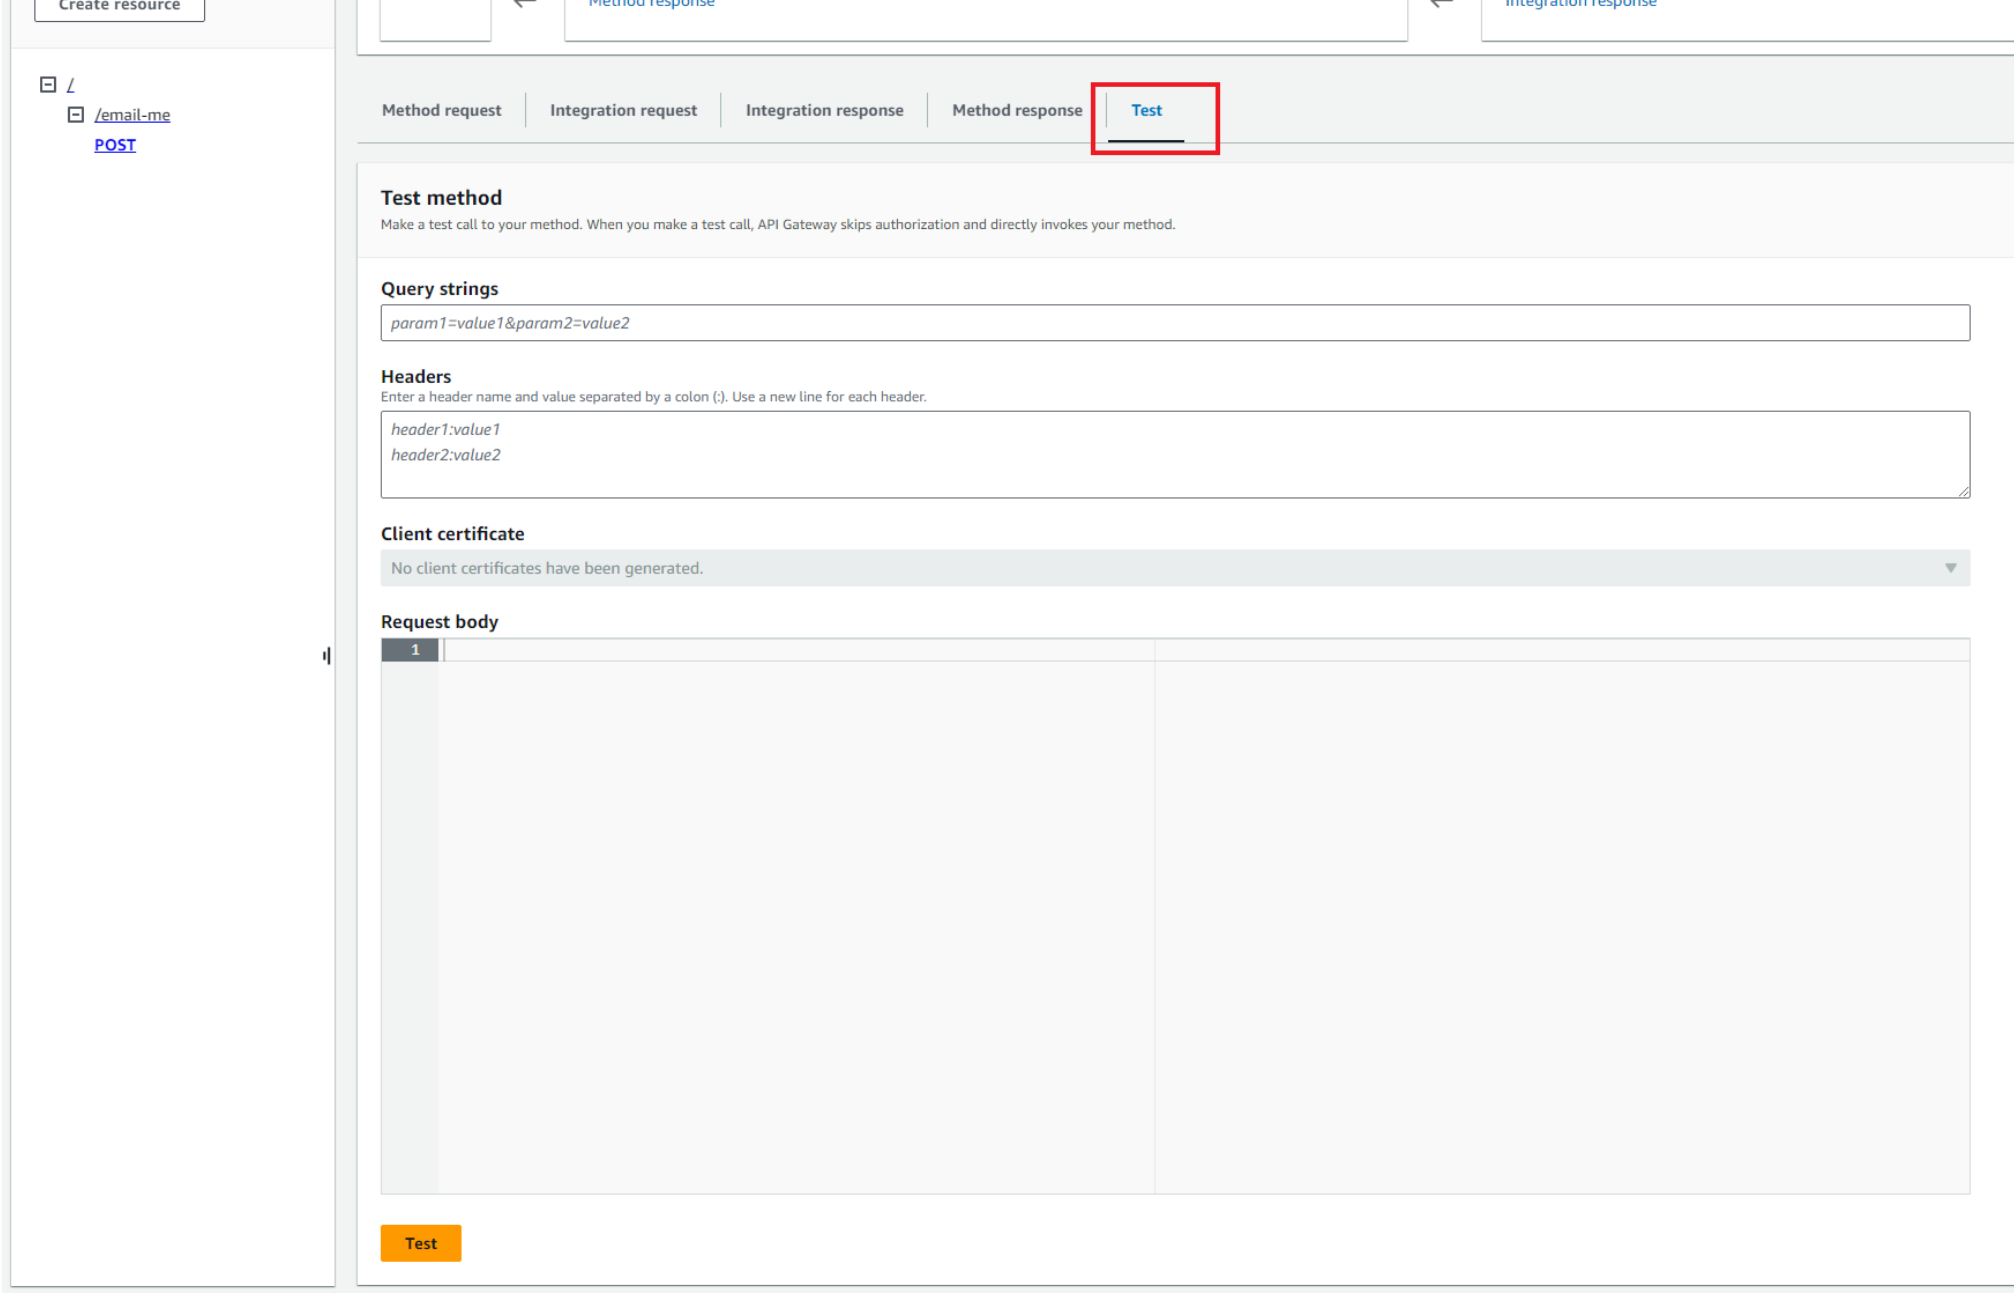 Create resource
Method response
Integration response
/
/email-me
POST
Method request
Integration request
Integration response
Method response
Test
Test method
Make a test call to your method. When you make a test call, API Gateway skips authorization and directly invokes your method.
Query strings
param1=value1&param2=value2
Headers
Enter a header name and value separated by a colon (:). Use a new line for each header.
header1:value1
header2:value2
Client certificate
No client certificates have been generated.
Request body
1
Test